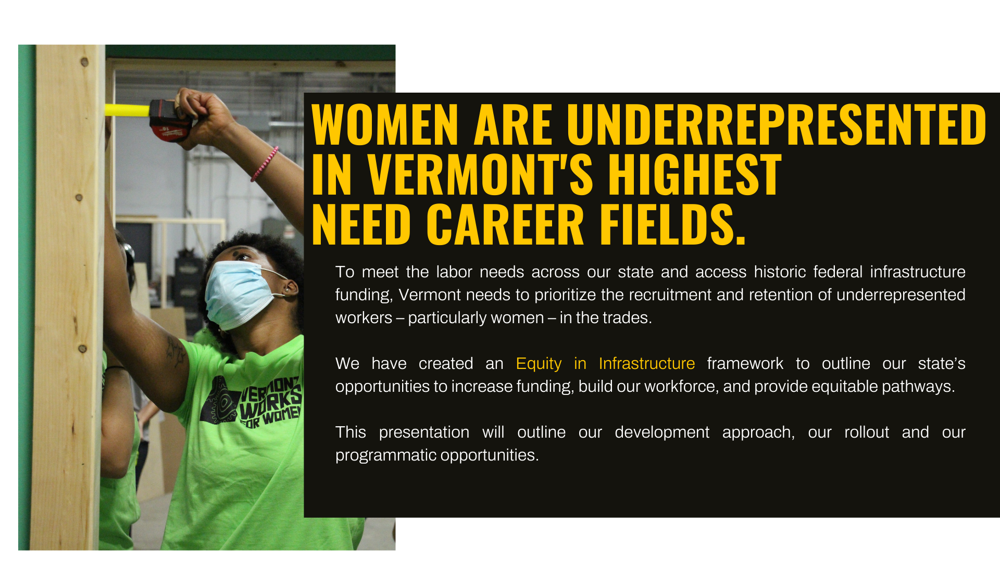 WOMEN ARE UNDERREPRESENTED
IN VERMONT'S HIGHEST
NEED CAREER FIELDS.
To meet the labor needs across our state and access historic federal infrastructure
funding, Vermont needs to prioritize the recruitment and retention of underrepresented
workers – particularly women – in the trades.
We have created an Equity in Infrastructure framework to outline our state’s
opportunities to increase funding, build our workforce, and provide equitable pathways.
This presentation will outline our development approach, our rollout and our
programmatic opportunities.
VERMONT
WORKS
FOR WOMEN
Milwaukee
16'